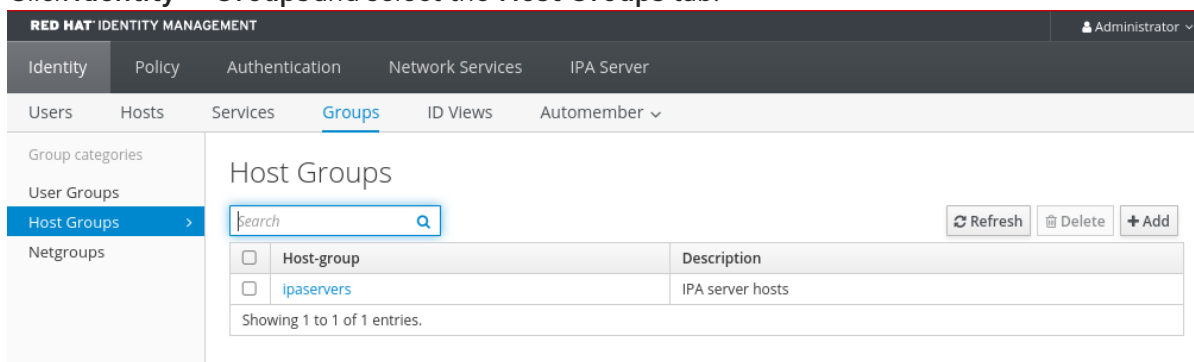 RED HAT® IDENTITY MANAGEMENT Administrator
Identity Policy Authentication Network Services IPA Server
Users Hosts Services Groups ID Views Automember
Group categories
User Groups
Host Groups
Netgroups
Host Groups
Search
Refresh Delete Add
Host-group Description
ipaservers IPA server hosts
Showing 1 to 1 of 1 entries.